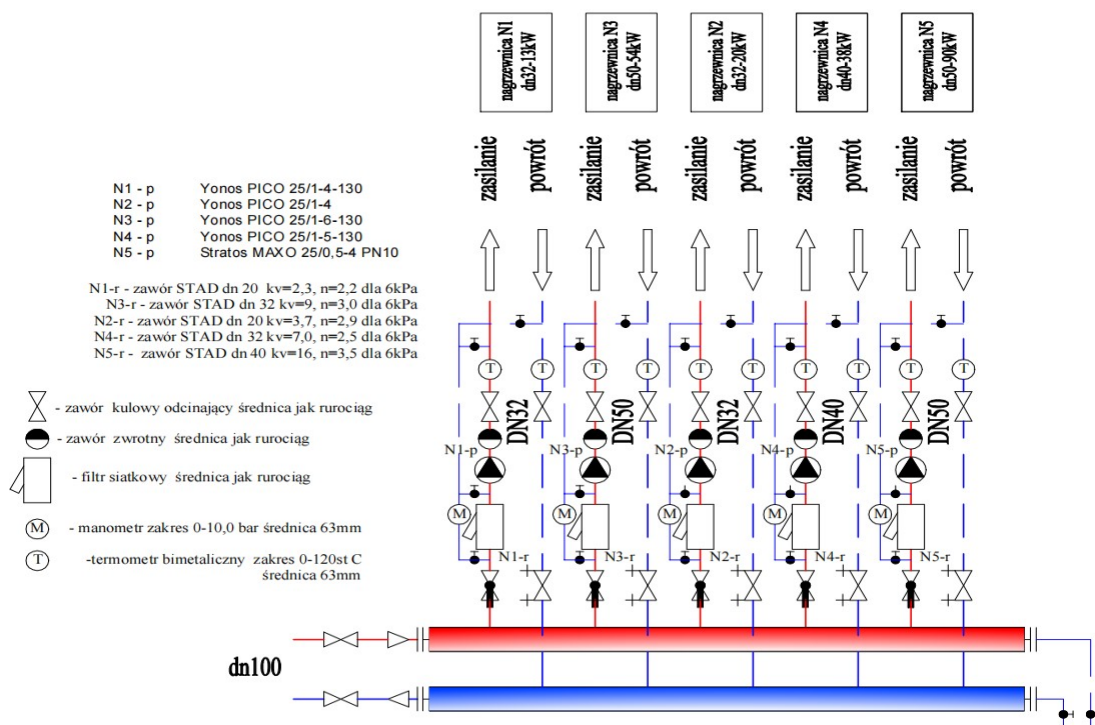 nagrzewnica N1
dn32-13kW
nagrzewnica N3
dn50-54kW
nagrzewnica N2
dn32-20kW
nagrzewnica N4
dn40-38kW
nagrzewnica N5
dn50-90kW
zasilanie
powrót
zasilanie
powrót
zasilanie
powrót
zasilanie
powrót
zasilanie
powrót
N1 - p Yonos PICO 25/1-4-130
N2 - p Yonos PICO 25/1-4
N3 - p Yonos PICO 25/1-6-130
N4 - p Yonos PICO 25/1-5-130
N5 - p Stratos MAXO 25/0,5-4 PN10
N1-r - zawór STAD dn 20 kv=2,3, n=2,2 dla 6kPa
N3-r - zawór STAD dn 32 kv=9, n=3,0 dla 6kPa
N2-r - zawór STAD dn 20 kv=3,7, n=2,9 dla 6kPa
N4-r - zawór STAD dn 32 kv=7,0, n=2,5 dla 6kPa
N5-r - zawór STAD dn 40 kv=16, n=3,5 dla 6kPa
T T T T T T T T T T
- zawór kulowy odcinający średnica jak rurociąg
- zawór zwrotny średnica jak rurociąg
- filtr siatkowy średnica jak rurociąg
M - manometr zakres 0-10,0 bar średnica 63mm
T -termometr bimetaliczny zakres 0-120st C
średnica 63mm
DN32
DN50
DN32
DN40
DN50
N1-p N3-p N2-p N4-p N5-p
M M M M M
N1-r N3-r N2-r N4-r N5-r
dn100